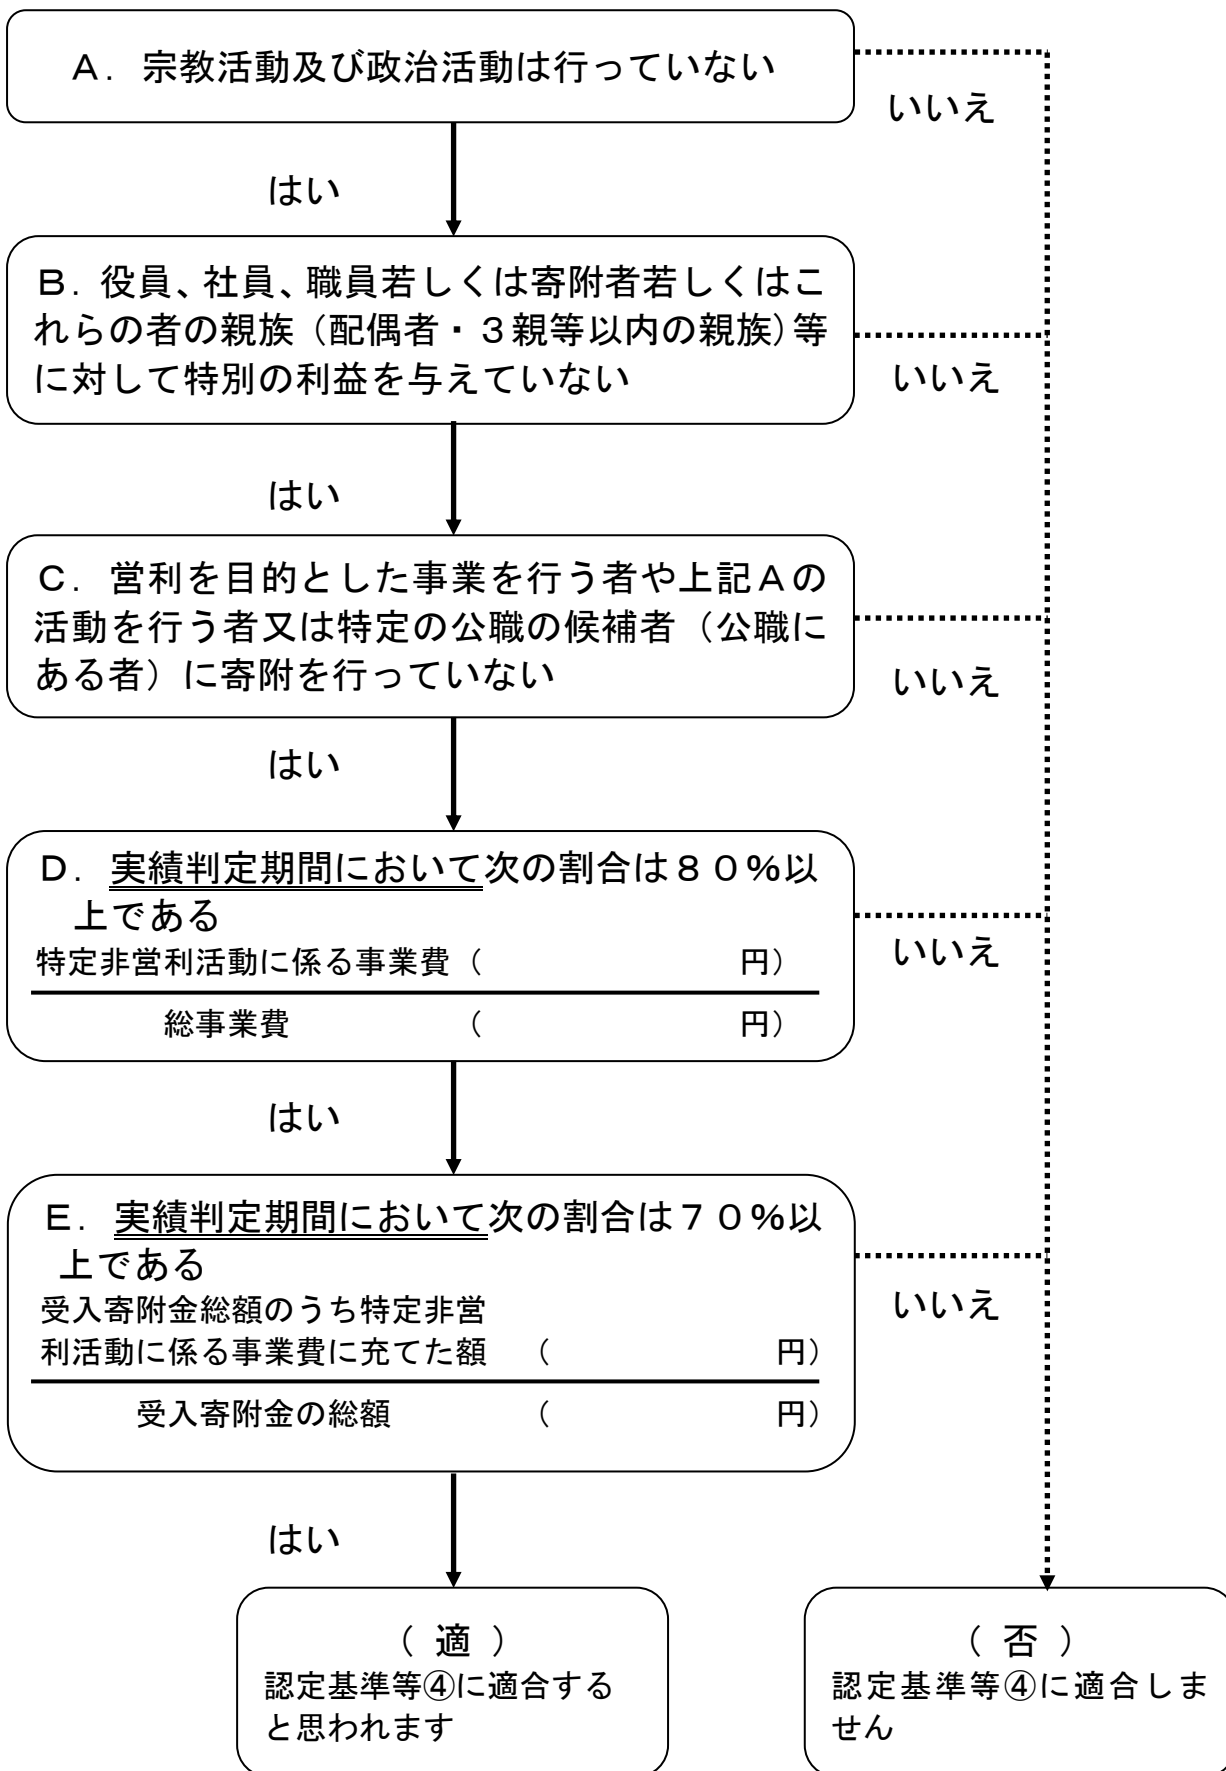 A．宗教活動及び政治活動は行っていない
いいえ
はい
B．役員、社員、職員若しくは寄附者若しくはこ
れらの者の親族（配偶者・３親等以内の親族）等
に対して特別の利益を与えていない
いいえ
はい
C．営利を目的とした事業を行う者や上記Ａの
活動を行う者又は特定の公職の候補者（公職に
ある者）に寄附を行っていない
いいえ
はい
D．実績判定期間において次の割合は８０％以
上である
特定非営利活動に係る事業費（　　　　　　　円）
総事業費　　　　　（　　　　　　　円）
いいえ
はい
E．実績判定期間において次の割合は７０％以
上である
受入寄附金総額のうち特定非営
利活動に係る事業費に充てた額　（　　　　　　　円）
受入寄附金の総額　　　　（　　　　　　　円）
いいえ
はい
（ 適 ）
認定基準等④に適合する
と思われます
（ 否 ）
認定基準等④に適合しま
せん